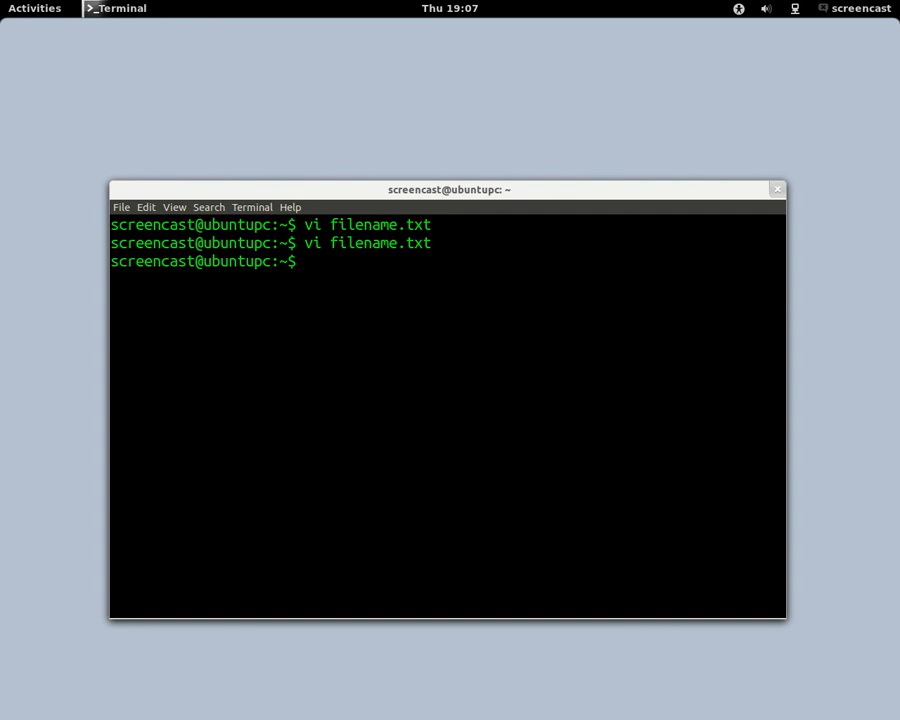 Activities >_Terminal Thu 19:07 screencast
screencast@ubuntupc: ~
File Edit View Search Terminal Help
screencast@ubuntupc:~$ vi filename.txt
screencast@ubuntupc:~$ vi filename.txt
screencast@ubuntupc:~$